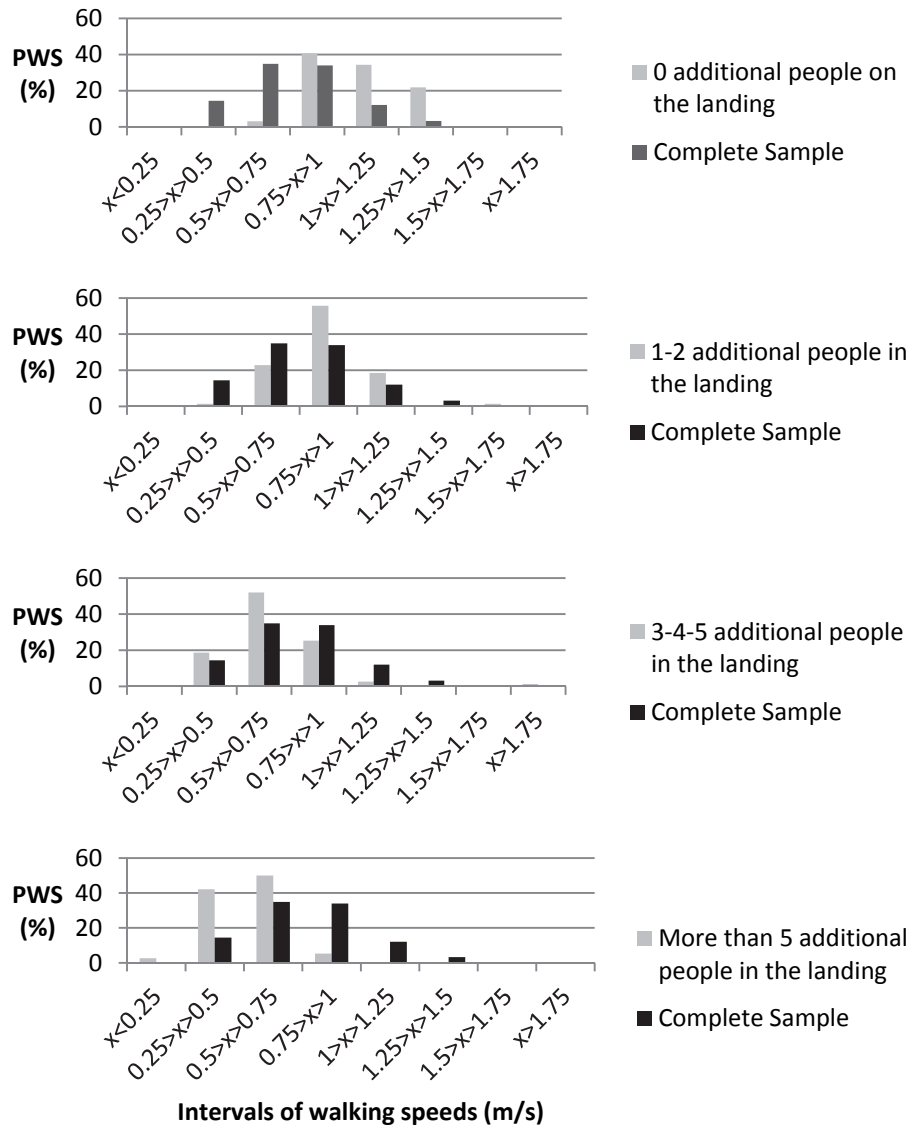 60
PWS
40
(%)
20
0
x<0.25
0.25>x>0.5
0.5>x>0.75
0.75>x>1
1>x>1.25
1.25>x>1.5
1.5>x>1.75
x>1.75
0 additional people on
the landing
Complete Sample
60
PWS
40
(%)
20
0
x<0.25
0.25>x>0.5
0.5>x>0.75
0.75>x>1
1>x>1.25
1.25>x>1.5
1.5>x>1.75
x>1.75
1-2 additional people in
the landing
Complete Sample
60
PWS
40
(%)
20
0
x<0.25
0.25>x>0.5
0.5>x>0.75
0.75>x>1
1>x>1.25
1.25>x>1.5
1.5>x>1.75
x>1.75
3-4-5 additional people
in the landing
Complete Sample
60
PWS
40
(%)
20
0
x<0.25
0.25>x>0.5
0.5>x>0.75
0.75>x>1
1>x>1.25
1.25>x>1.5
1.5>x>1.75
x>1.75
More than 5 additional
people in the landing
Complete Sample
Intervals of walking speeds (m/s)